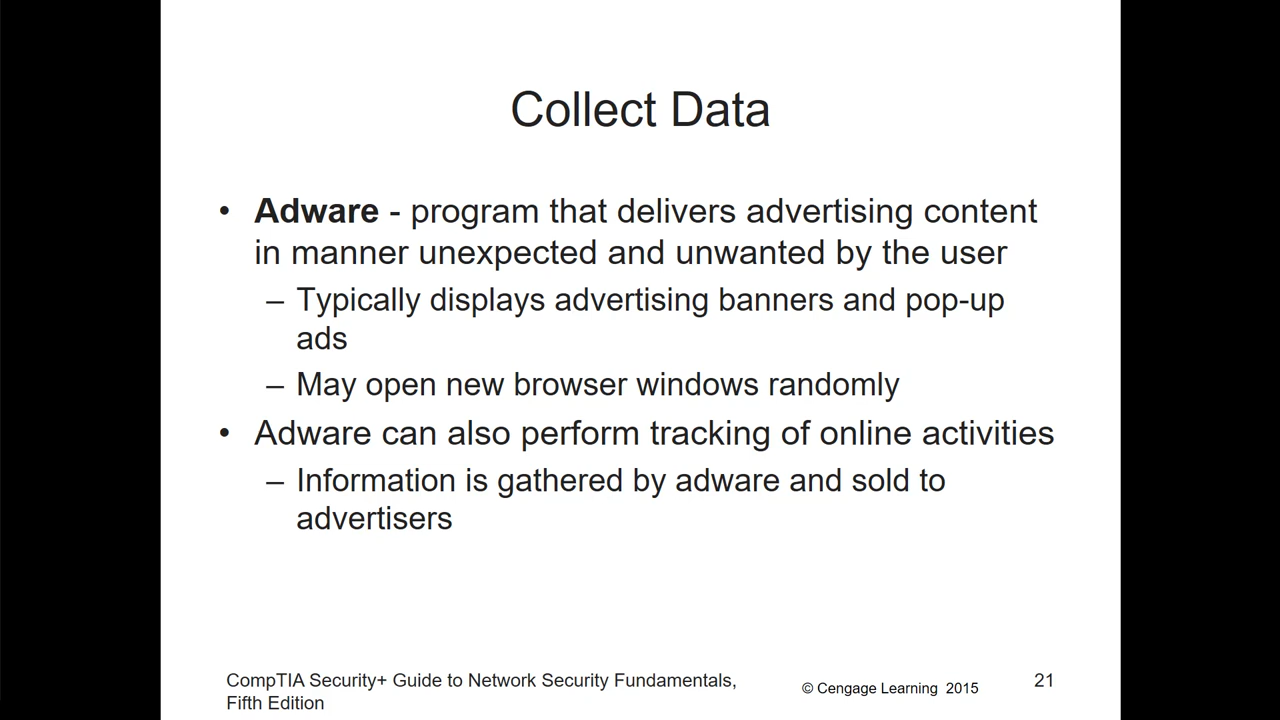 Collect Data
• Adware - program that delivers advertising content
in manner unexpected and unwanted by the user
– Typically displays advertising banners and pop-up
ads
– May open new browser windows randomly
• Adware can also perform tracking of online activities
– Information is gathered by adware and sold to
advertisers
CompTIA Security+ Guide to Network Security Fundamentals,
Fifth Edition
© Cengage Learning 2015
21